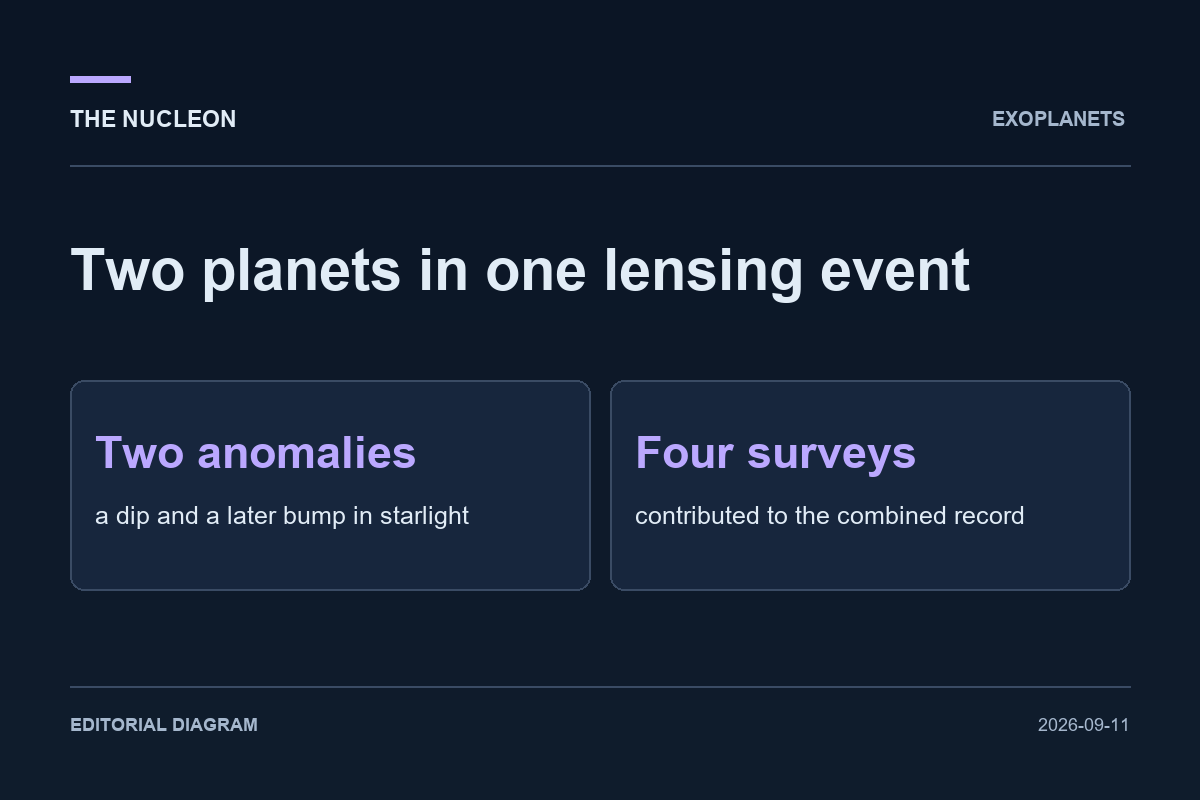 THE NUCLEON
EXOPLANETS
Two planets in one lensing event
Two anomalies
a dip and a later bump in starlight
Four surveys
contributed to the combined record
EDITORIAL DIAGRAM
2026-09-11